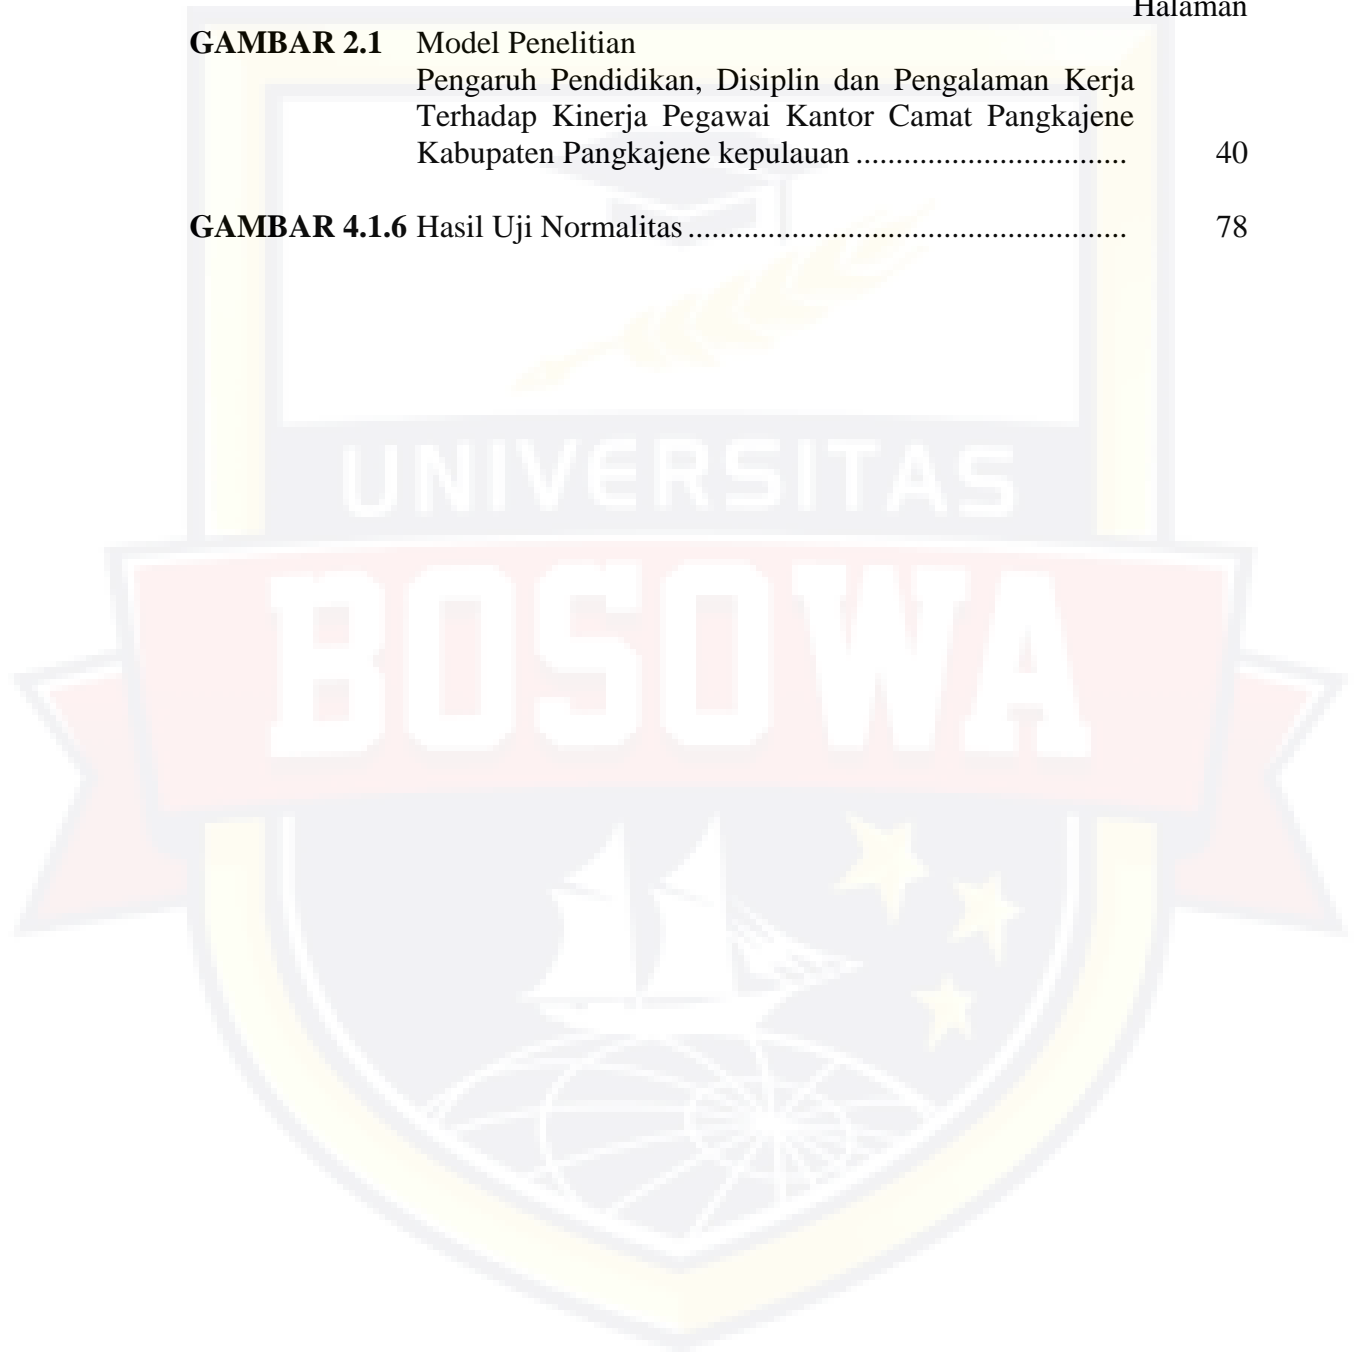 Halaman
GAMBAR 2.1 Model Penelitian
Pengaruh Pendidikan, Disiplin dan Pengalaman Kerja
Terhadap Kinerja Pegawai Kantor Camat Pangkajene
Kabupaten Pangkajene kepulauan .................................. 40
GAMBAR 4.1.6 Hasil Uji Normalitas ....................................................... 78
UNIVERSITAS
BOSOWA